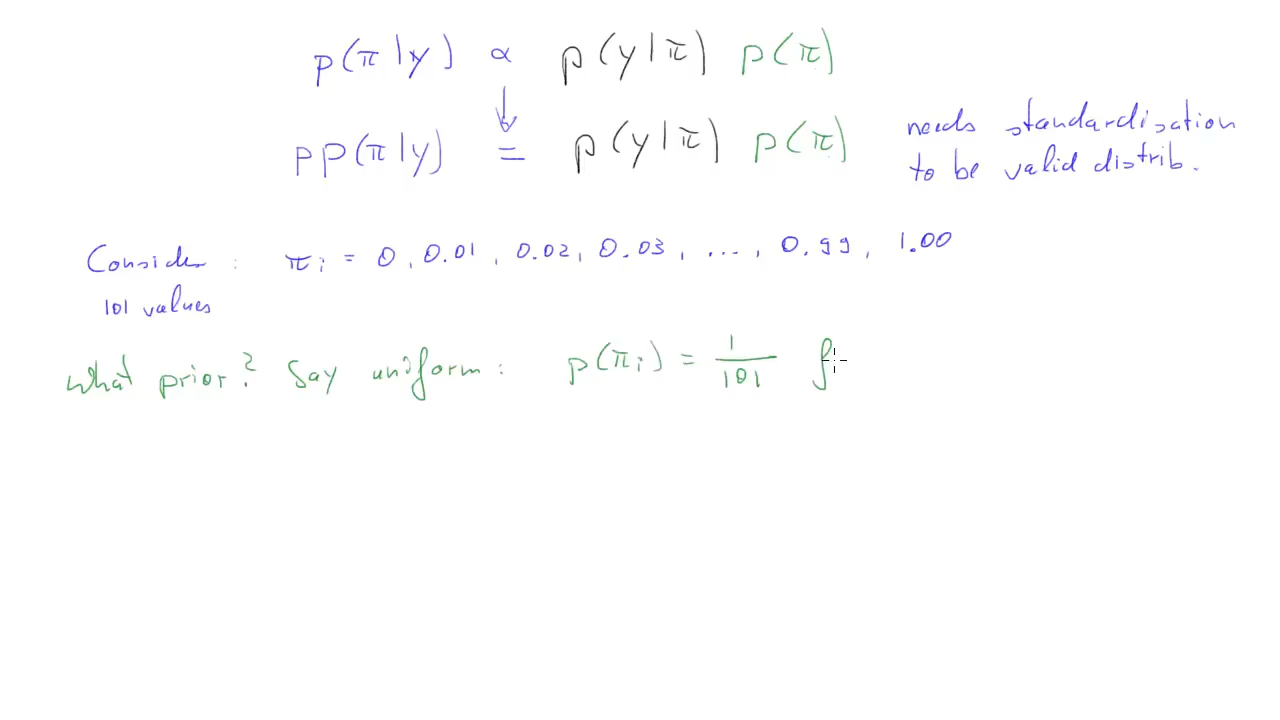 p(π|y) ∝ p(y|π) p(π)
↓
pp(π|y) = p(y|π) p(π)
needs standardisation
to be valid distrib.
Consider: πi = 0, 0.01, 0.02, 0.03, ..., 0.99, 1.00
101 values
What prior? Say uniform: p(πi) = 1/101 f